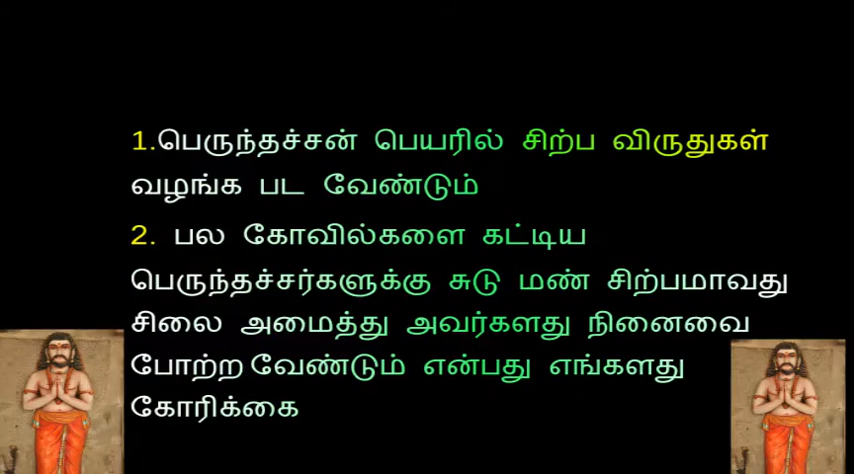 1.பெருந்தச்சன் பெயரில் சிற்ப விருதுகள்
வழங்க பட வேண்டும்
2. பல கோவில்களை கட்டிய
பெருந்தச்சர்களுக்கு சுடு மண் சிற்பமாவது
சிலை அமைத்து அவர்களது நினைவை
போற்ற வேண்டும் என்பது எங்களது
கோரிக்கை